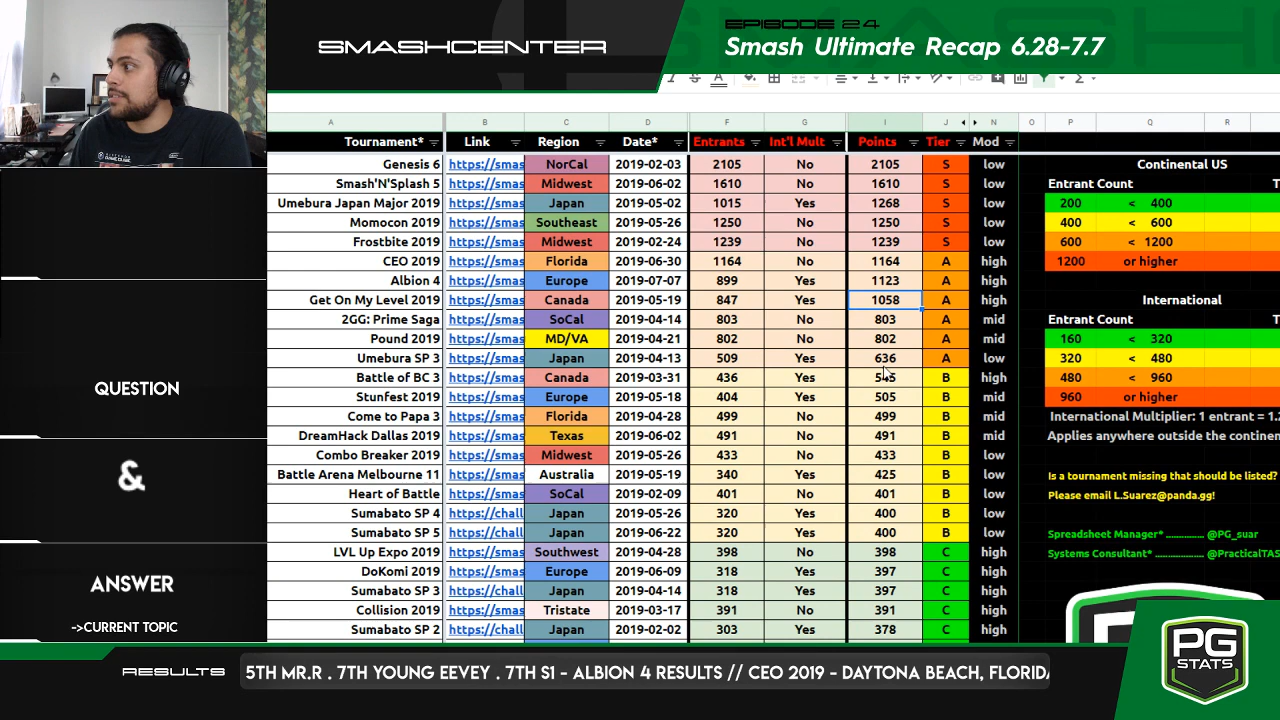 SMASHCENTER
EPISODE 24
Smash Ultimate Recap 6.28-7.7
A B C D F G I J N O P Q R
Tournament* Link Region Date* Entrants Int'l Mult Points Tier Mod
Genesis 6 https://smas NorCal 2019-02-03 2105 No 2105 S low
Smash'N'Splash 5 https://smas Midwest 2019-06-02 1610 No 1610 S low
Umebura Japan Major 2019 https://smas Japan 2019-06-02 1015 Yes 1268 S low
Momocon 2019 https://smas Southeast 2019-05-26 1250 No 1250 S low
Frostbite 2019 https://smas Midwest 2019-02-24 1239 No 1239 S low
CEO 2019 https://smas Florida 2019-06-30 1164 No 1164 A high
Albion 4 https://smas Europe 2019-07-07 899 Yes 1123 A high
Get On My Level 2019 https://smas Canada 2019-05-19 847 Yes 1058 A high
2GG: Prime Saga https://smas SoCal 2019-04-14 803 No 803 A mid
Pound 2019 https://smas MD/VA 2019-04-21 802 No 802 A mid
Umebura SP 3 https://smas Japan 2019-04-13 509 Yes 636 A low
Battle of BC 3 https://smas Canada 2019-03-31 436 Yes 545 B high
Stunfest 2019 https://smas Europe 2019-05-18 404 Yes 505 B mid
Come to Papa 3 https://smas Florida 2019-04-28 499 No 499 B mid
DreamHack Dallas 2019 https://smas Texas 2019-06-02 491 No 491 B mid
Combo Breaker 2019 https://smas Midwest 2019-05-26 433 No 433 B low
Battle Arena Melbourne 11 https://smas Australia 2019-05-19 340 Yes 425 B low
Heart of Battle https://smas SoCal 2019-02-09 401 No 401 B low
Sumabato SP 4 https://chall Japan 2019-05-26 320 Yes 400 B low
Sumabato SP 5 https://chall Japan 2019-06-22 320 Yes 400 B low
LVL Up Expo 2019 https://smas Southwest 2019-04-28 398 No 398 C high
DoKomi 2019 https://smas Europe 2019-06-09 318 Yes 397 C high
Sumabato SP 3 https://chall Japan 2019-04-14 318 Yes 397 C high
Collision 2019 https://smas Tristate 2019-03-17 391 No 391 C high
Sumabato SP 2 https://chall Japan 2019-02-02 303 Yes 378 C high
Continental US
Entrant Count T
200 < 400
400 < 600
600 < 1200
1200 or higher
International
Entrant Count T
160 < 320
320 < 480
480 < 960
960 or higher
International Multiplier: 1 entrant = 1.
Applies anywhere outside the continen
Is a tournament missing that should be listed?
Please email L.Suarez@panda.gg!
Spreadsheet Manager* .............. @PG_suar
Systems Consultant* .................. @PracticalTAS
QUESTION
&
ANSWER
->CURRENT TOPIC
RESULTS
5TH MR.R . 7TH YOUNG EEVEY . 7TH S1 - ALBION 4 RESULTS // CEO 2019 - DAYTONA BEACH, FLORIDA
PG
STATS